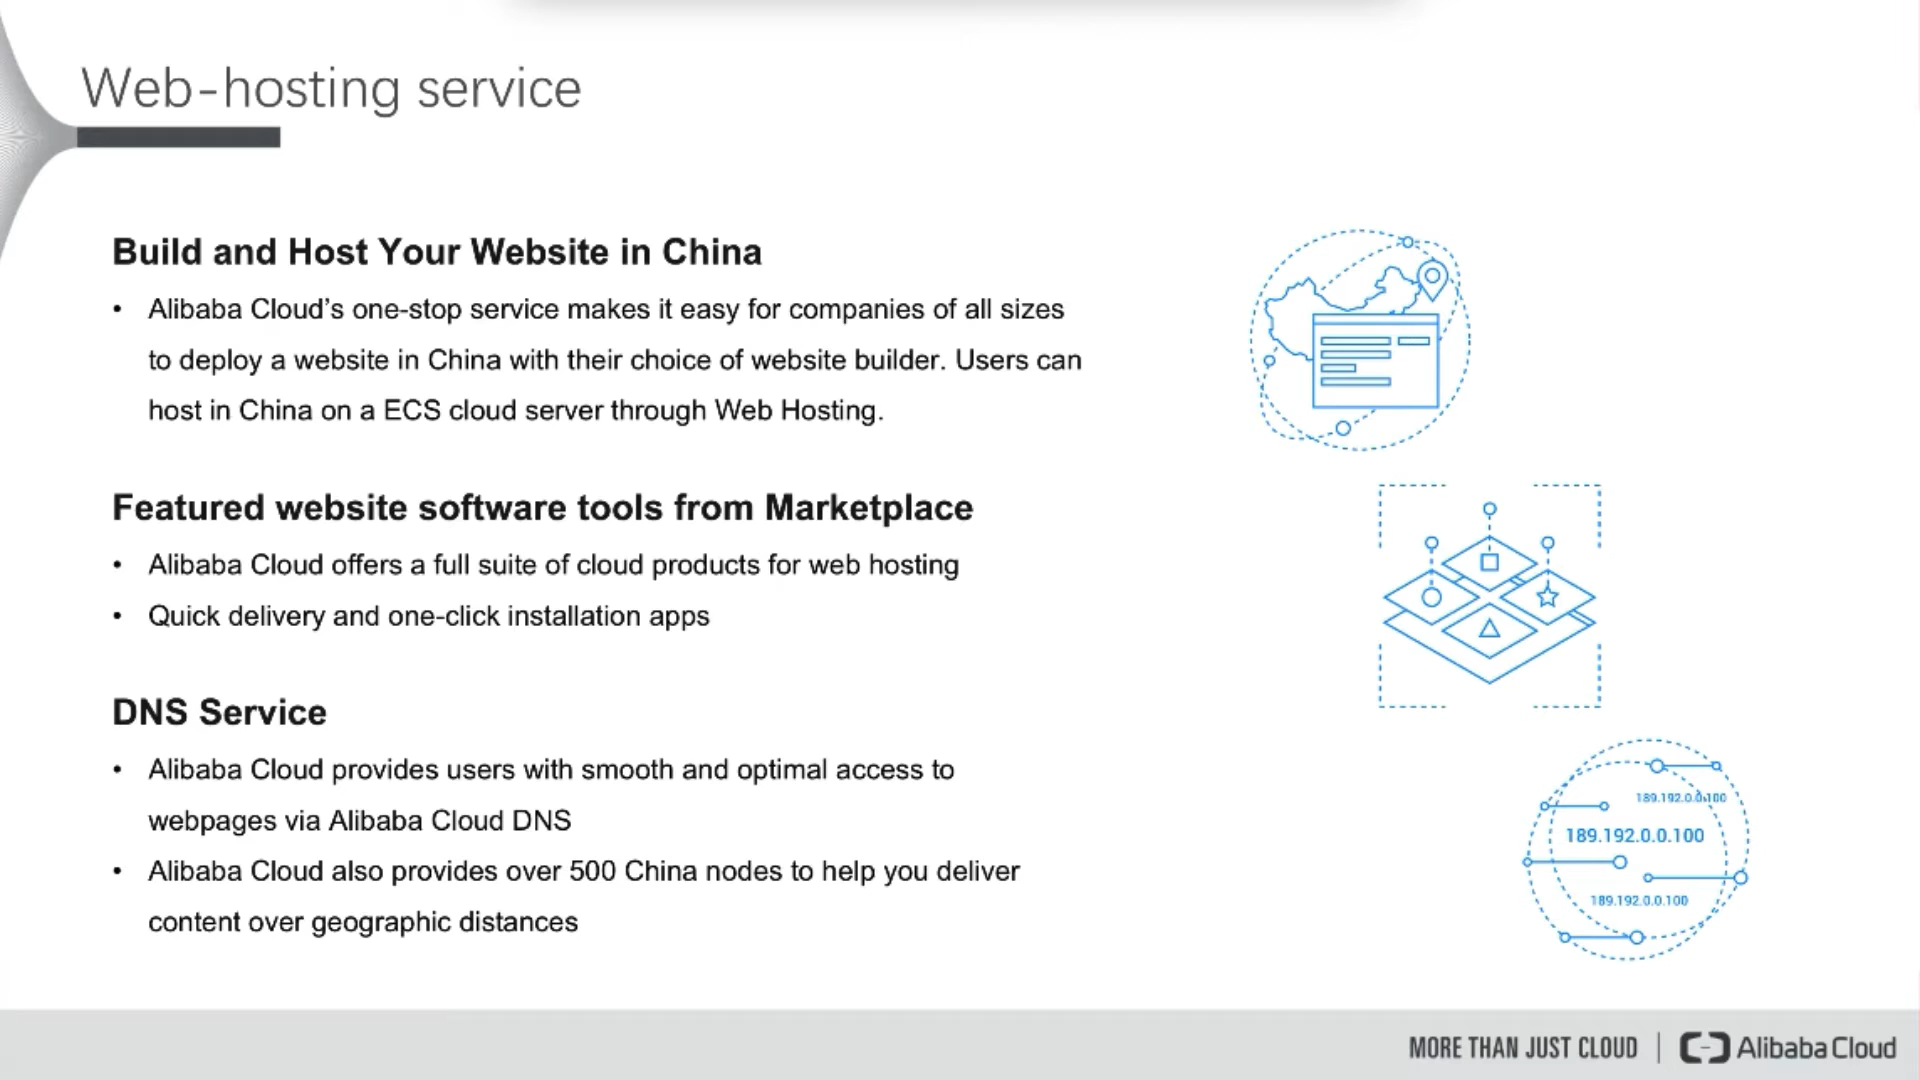 Web-hosting service
Build and Host Your Website in China
• Alibaba Cloud’s one-stop service makes it easy for companies of all sizes
to deploy a website in China with their choice of website builder. Users can
host in China on a ECS cloud server through Web Hosting.
Featured website software tools from Marketplace
• Alibaba Cloud offers a full suite of cloud products for web hosting
• Quick delivery and one-click installation apps
DNS Service
• Alibaba Cloud provides users with smooth and optimal access to
webpages via Alibaba Cloud DNS
• Alibaba Cloud also provides over 500 China nodes to help you deliver
content over geographic distances
189.192.0.0.100
189.192.0.0.100
189.192.0.0.100
MORE THAN JUST CLOUD | Alibaba Cloud